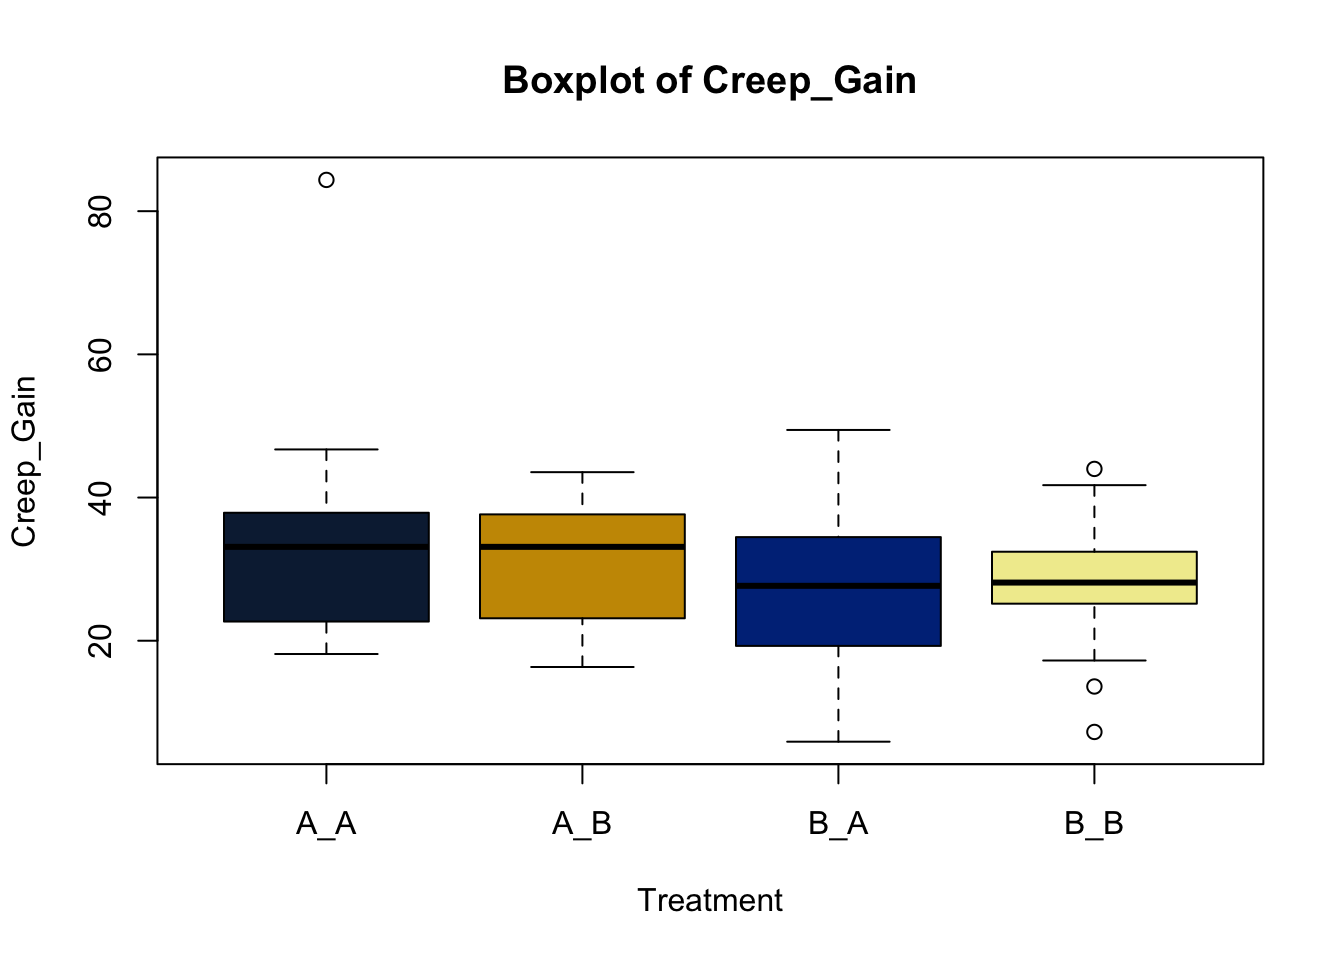 Boxplot of Creep_Gain
80
60
40
20
Creep_Gain
A_A A_B B_A B_B
Treatment